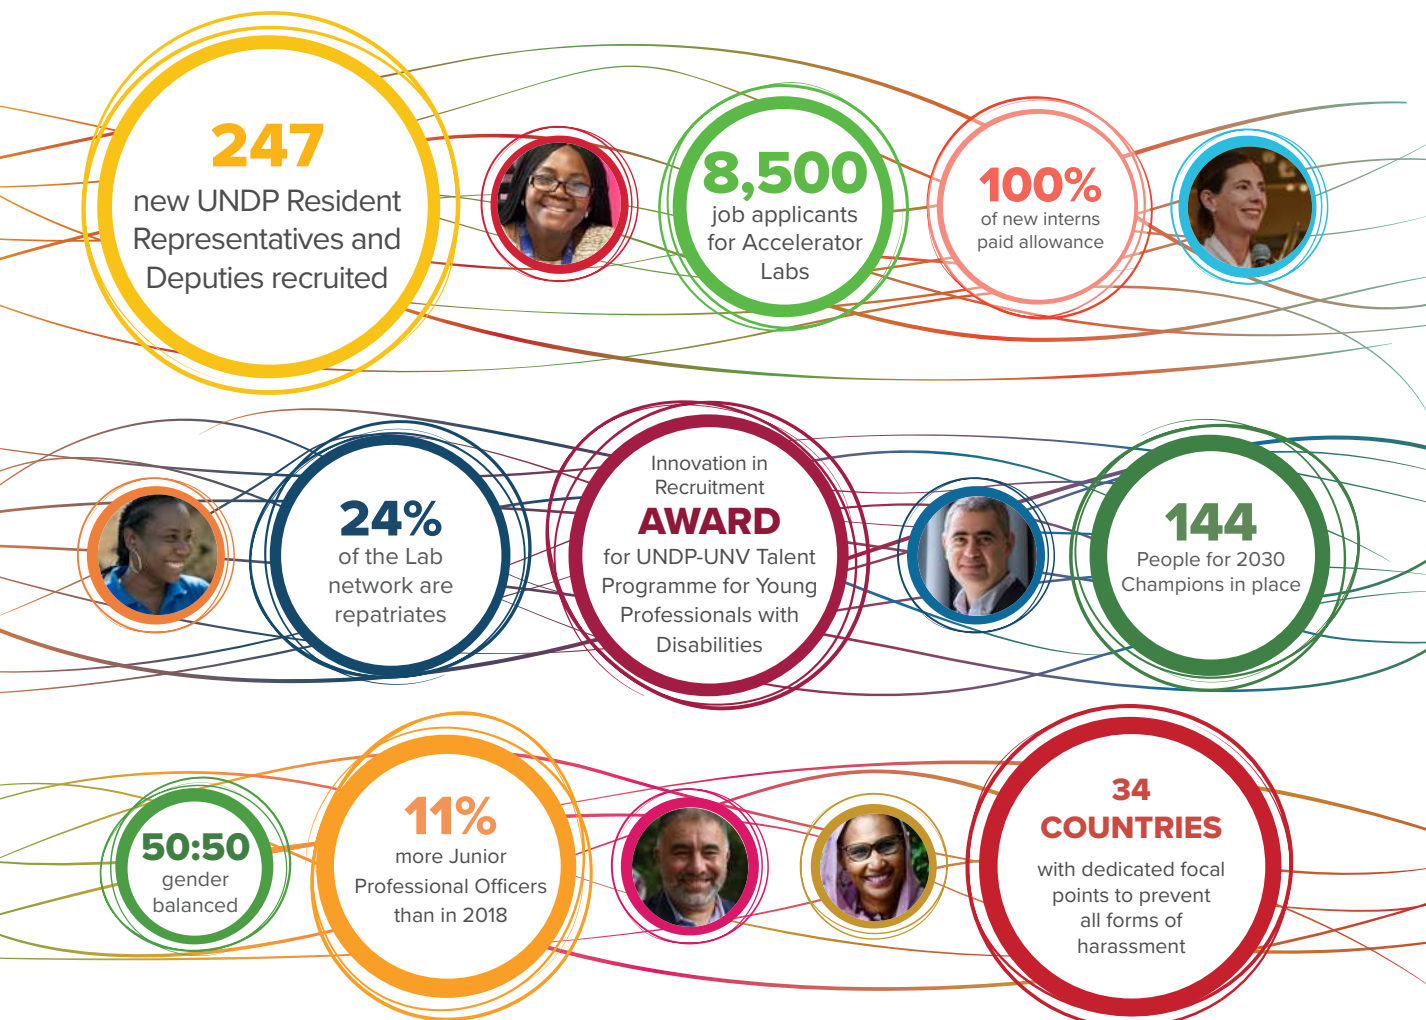 247
new UNDP Resident
Representatives and
Deputies recruited
8,500
job applicants
for Accelerator
Labs
100%
of new interns
paid allowance
24%
of the Lab
network are
repatriates
Innovation in
Recruitment
AWARD
for UNDP-UNV Talent
Programme for Young
Professionals with
Disabilities
144
People for 2030
Champions in place
50:50
gender
balanced
11%
more Junior
Professional Officers
than in 2018
34
COUNTRIES
with dedicated focal
points to prevent
all forms of
harassment